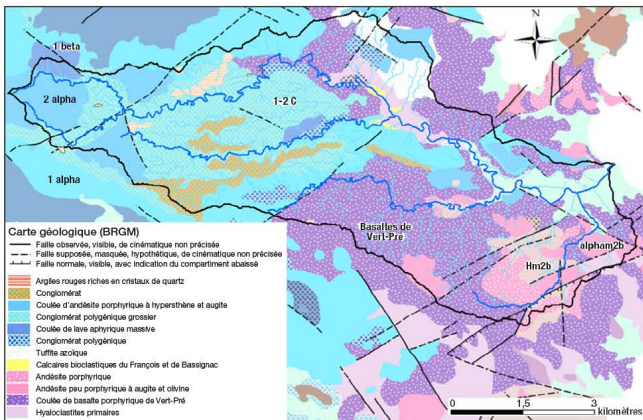 1 beta
N
2 alpha
1-2 C
1 alpha
Basaltes de
Vert-Pré
alpham2b
Hm2b
Carte géologique (BRGM)
Faille observée, visible, de cinématique non précisée
Faille supposée, masquée, hypothétique, de cinématique non précisée
Faille normale, visible, avec indication du compartiment abaissé
Argiles rouges riches en cristaux de quartz
Conglomérat
Coulée d'andésite porphyrique à hypersthène et augite
Conglomérat polygénique grossier
Coulée de lave aphyrique massive
Conglomérat polygénique
Tuffite azoïque
Calcaires bioclastiques du François et de Bassignac
Andésite porphyrique
Andésite peu porphyrique à augite et olivine
Coulée de basalte porphyrique de Vert-Pré
Hyaloclastites primaires
0 1,5 3
kilomètres